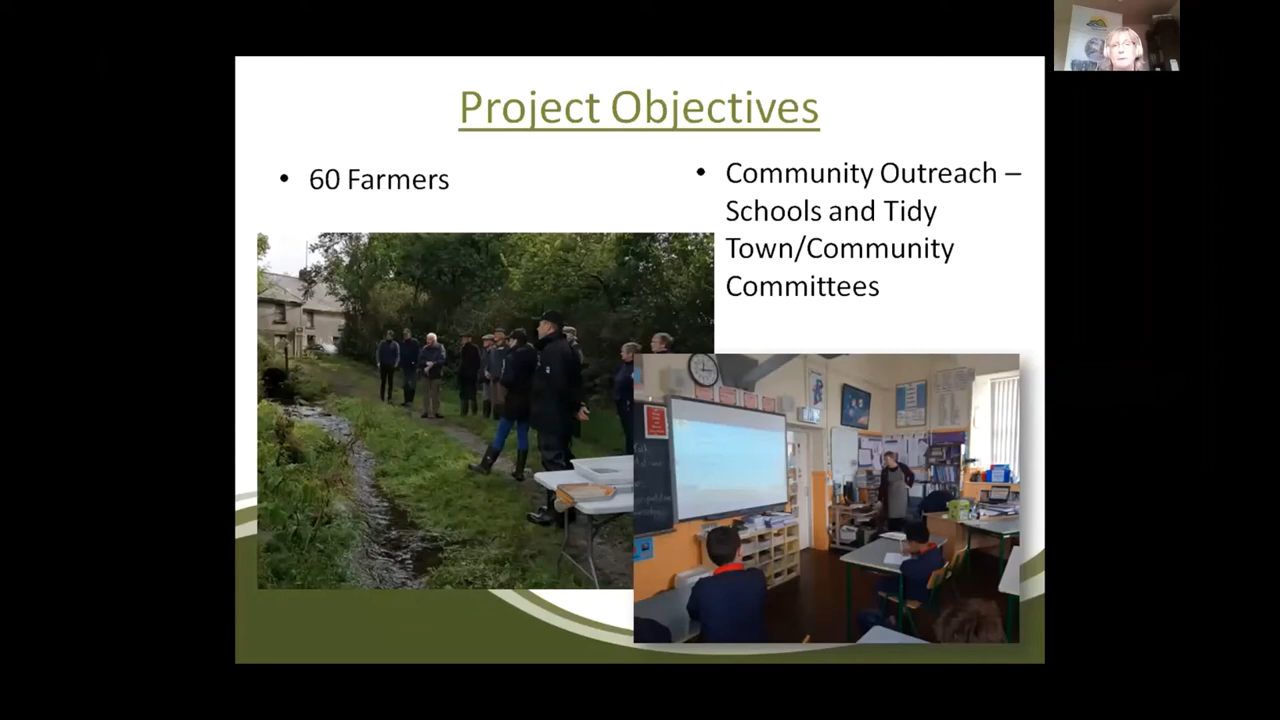 Project Objectives
• 60 Farmers
• Community Outreach –
Schools and Tidy
Town/Community
Committees